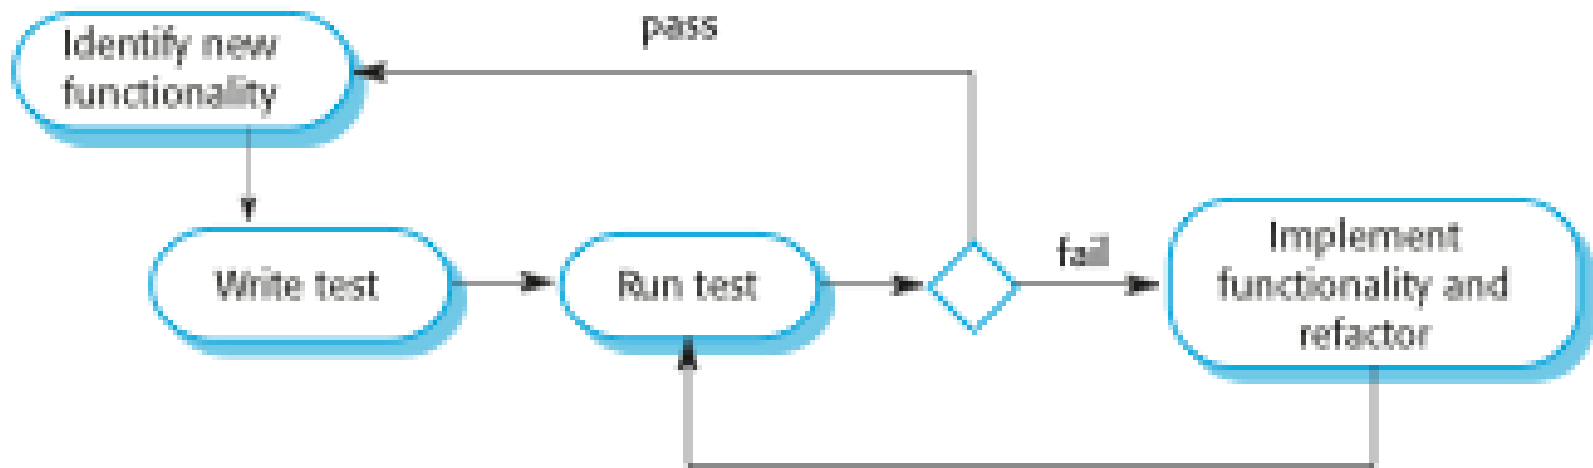 Identify new
functionality
pass
Write test
Run test
fail
Implement
functionality and
refactor